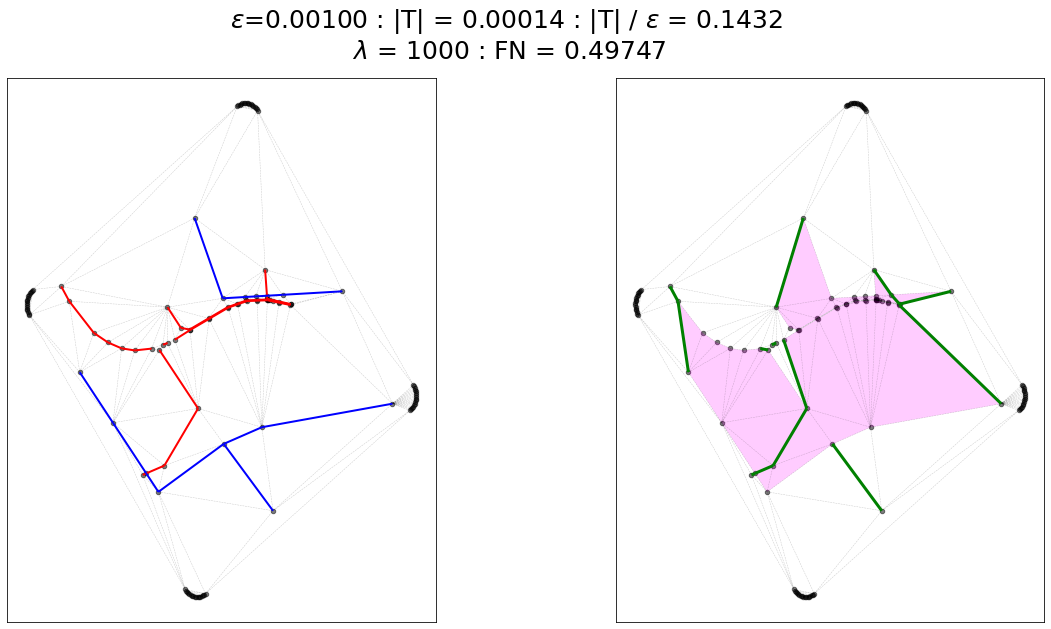 ε=0.00100 : |T| = 0.00014 : |T| / ε = 0.1432
λ = 1000 : FN = 0.49747